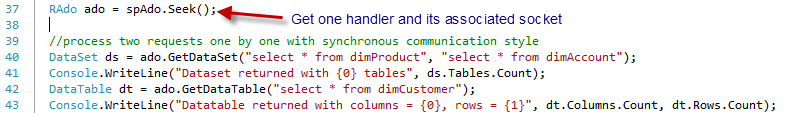 37 RAdo ado = spAdo.Seek(); Get one handler and its associated socket
38
39 //process two requests one by one with synchronous communication style
40 DataSet ds = ado.GetDataSet("select * from dimProduct", "select * from dimAccount");
41 Console.WriteLine("Dataset returned with {0} tables", ds.Tables.Count);
42 DataTable dt = ado.GetDataTable("select * from dimCustomer");
43 Console.WriteLine("Datatable returned with columns = {0}, rows = {1}", dt.Columns.Count, dt.Rows.Count);